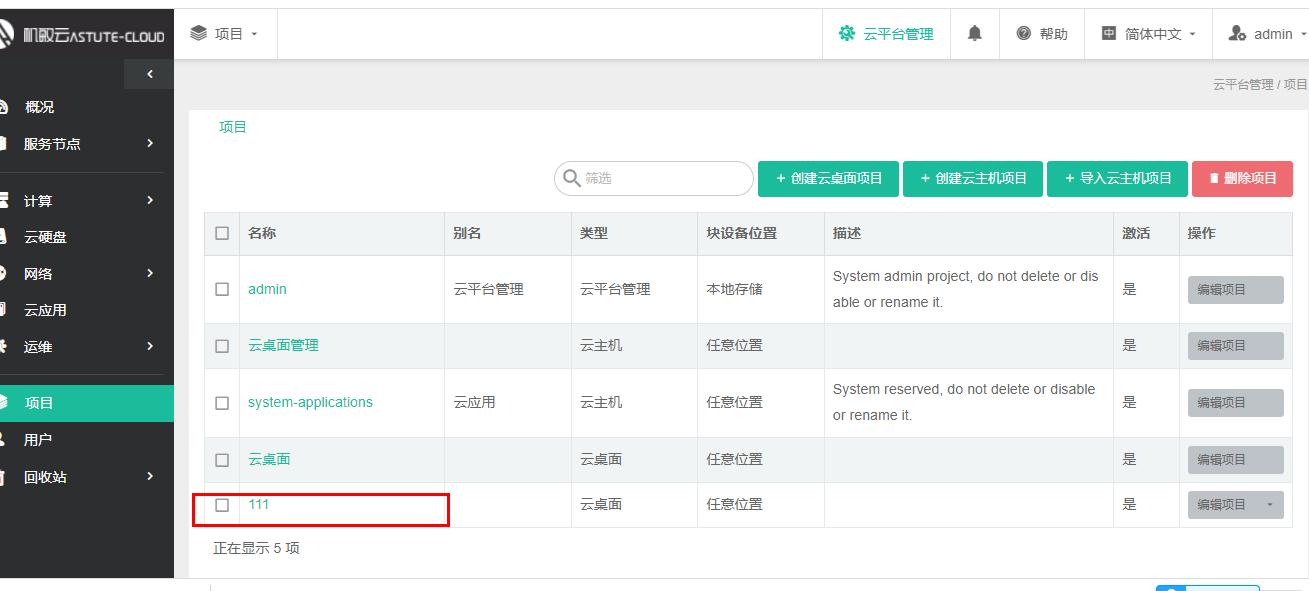 机敏云ASTUTE-CLOUD
项目
云平台管理
帮助
简体中文
admin
云平台管理 / 项目
概况
服务节点
计算
云硬盘
网络
云应用
运维
项目
用户
回收站
项目
筛选
+ 创建云桌面项目
+ 创建云主机项目
+ 导入云主机项目
删除项目
名称 别名 类型 块设备位置 描述 激活 操作
admin 云平台管理 云平台管理 本地存储 System admin project, do not delete or dis
able or rename it. 是 编辑项目
云桌面管理 云主机 任意位置 是 编辑项目
system-applications 云应用 云主机 任意位置 System reserved, do not delete or disable
or rename it. 是 编辑项目
云桌面 云桌面 任意位置 是 编辑项目
111 云桌面 任意位置 是 编辑项目
正在显示 5 项